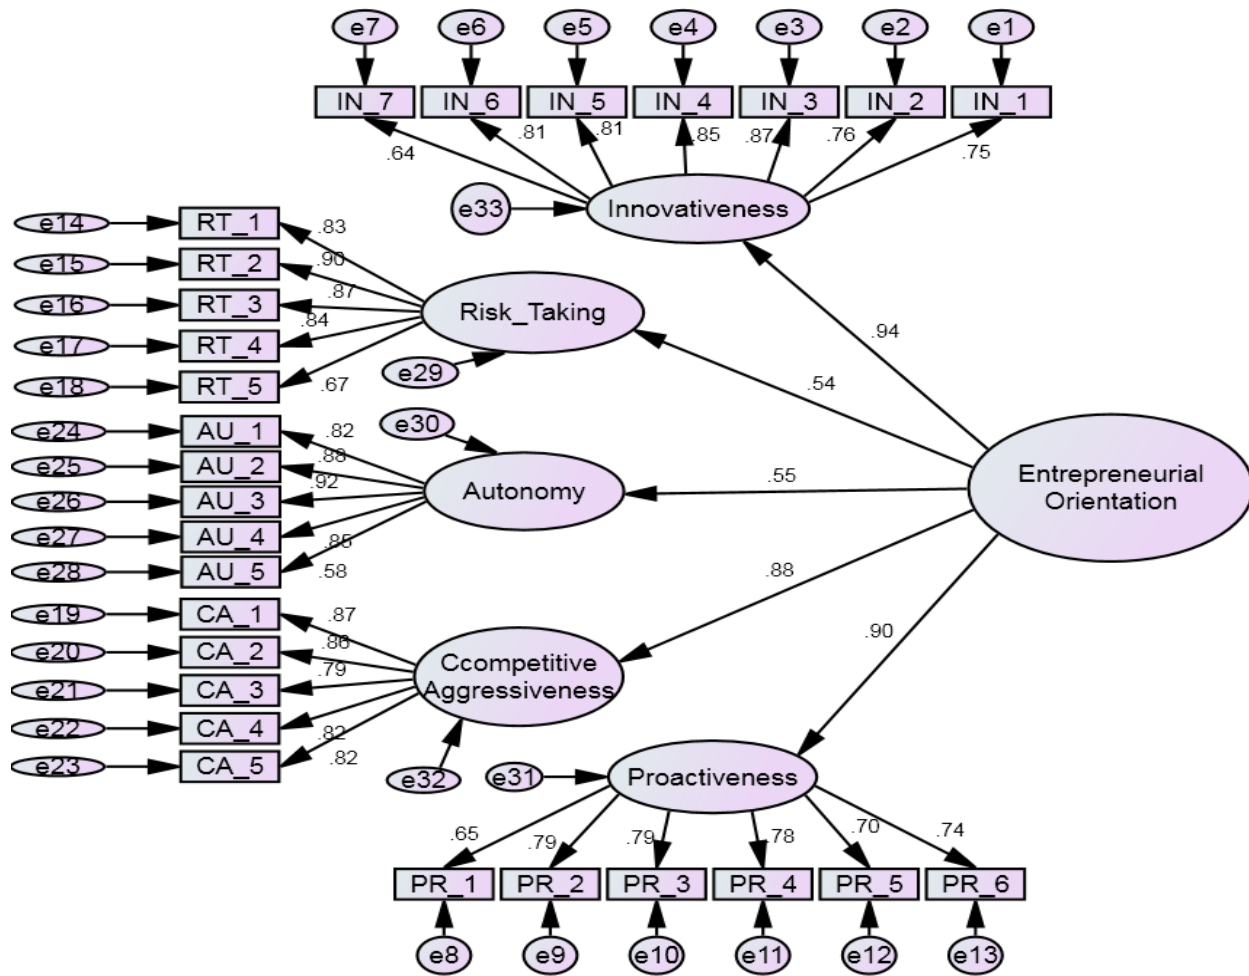 e7 e6 e5 e4 e3 e2 e1
IN_7 IN_6 IN_5 IN_4 IN_3 IN_2 IN_1
.64 .81 .81 .85 .87 .76 .75
e33 Innovativeness
e14 RT_1 .83
e15 RT_2 .90
e16 RT_3 .87
e17 RT_4 .84
e18 RT_5 .67
Risk_Taking
e29
.94
.54
e30
e24 AU_1 .82
e25 AU_2 .88
e26 AU_3 .92
e27 AU_4 .85
e28 AU_5 .58
Autonomy
.55
Entrepreneurial
Orientation
.88
.90
e19 CA_1 .87
e20 CA_2 .86
e21 CA_3 .79
e22 CA_4 .82
e23 CA_5 .82
Ccompetitive
Aggressiveness
e32
e31 Proactiveness
.65 .79 .79 .78 .70 .74
PR_1 PR_2 PR_3 PR_4 PR_5 PR_6
e8 e9 e10 e11 e12 e13